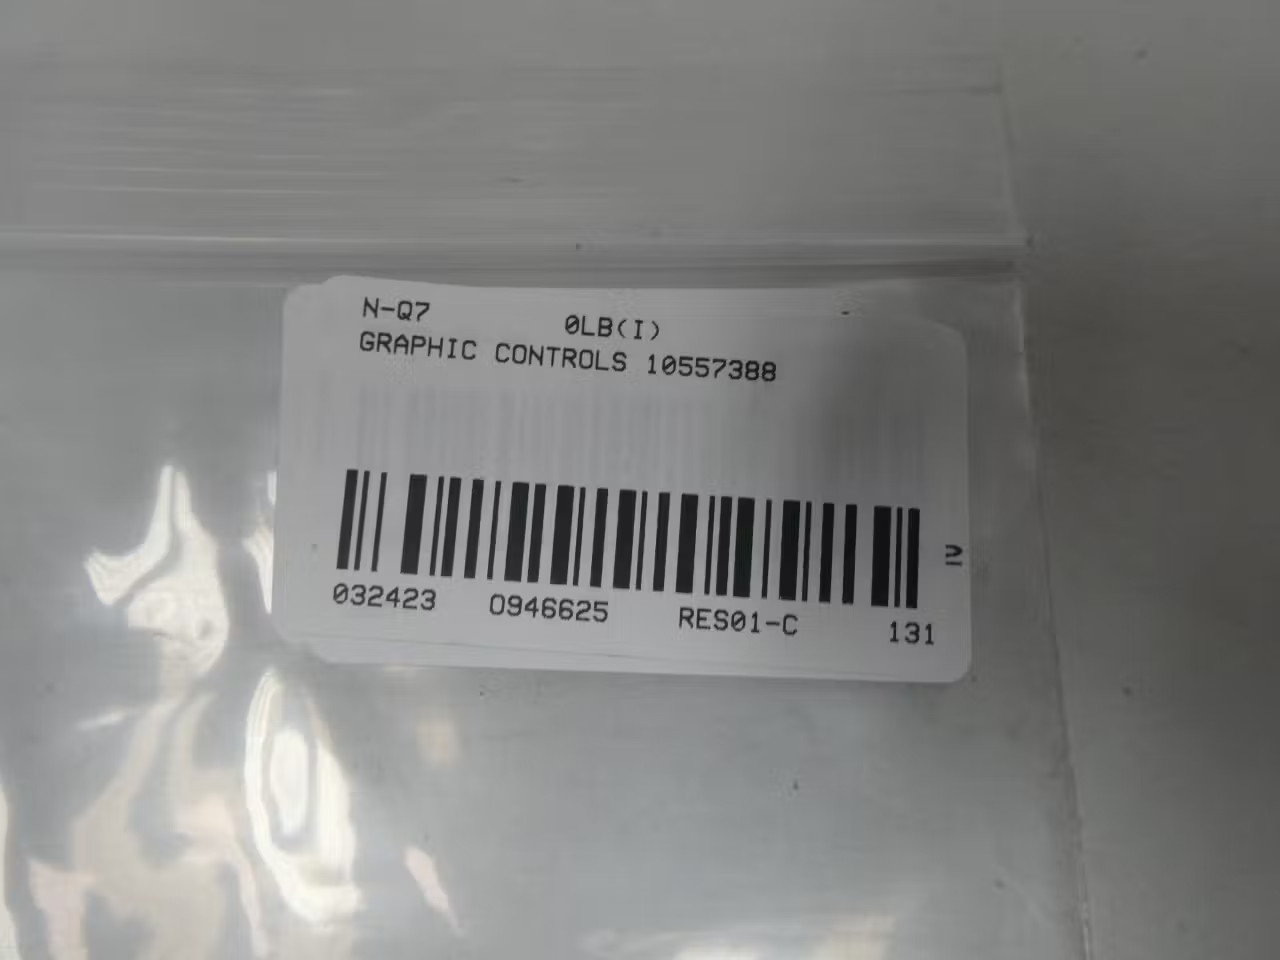 N-Q7 0LB(I)
GRAPHIC CONTROLS 10557388
032423 0946625 RES01-C 131